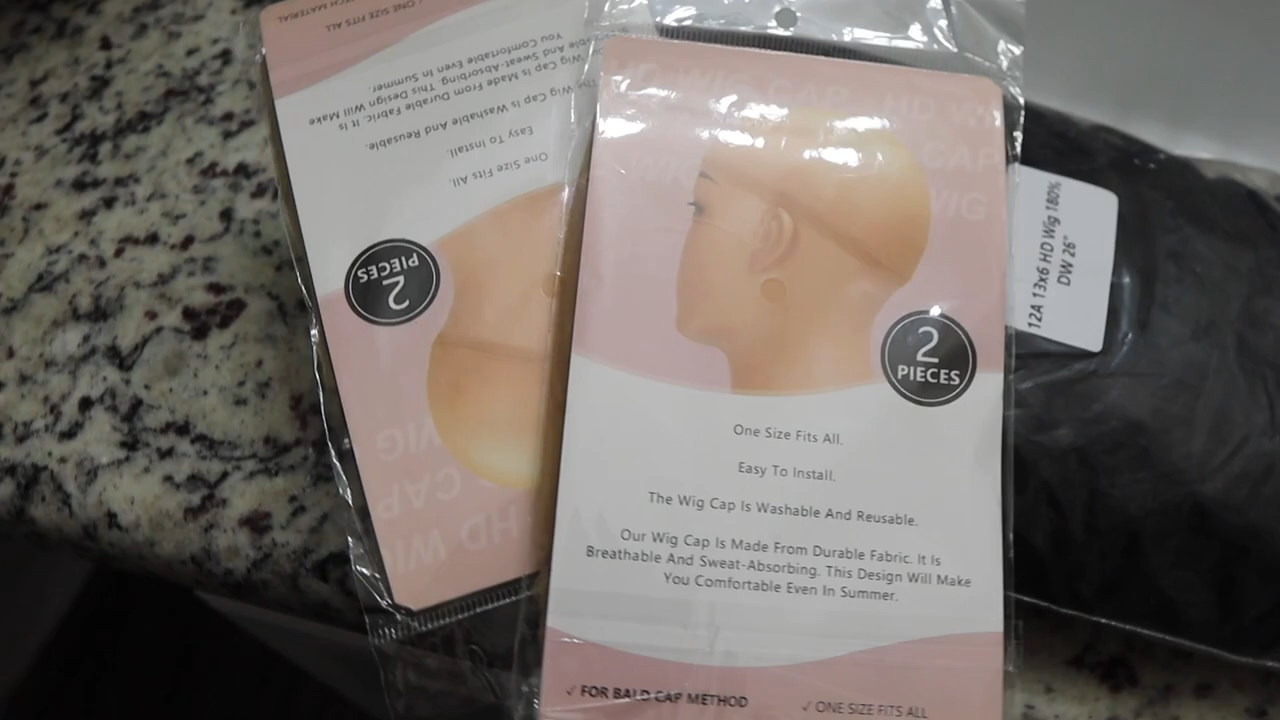 ✓ ONE SIZE FITS ALL
One Size Fits All.
Easy To Install.
The Wig Cap Is Washable And Reusable.
Wig Cap Is Made From Durable Fabric. It Is
And Sweat-Absorbing. This Design Will Make
You Comfortable Even In Summer.
2
PIECES
HD WIG
CAP
WIG
HD WIG CAP HD
CAP
WIG
2
PIECES
One Size Fits All.
Easy To Install.
The Wig Cap Is Washable And Reusable.
Our Wig Cap Is Made From Durable Fabric. It Is
Breathable And Sweat-Absorbing. This Design Will Make
You Comfortable Even In Summer.
✓ FOR BALD CAP METHOD
✓ ONE SIZE FITS ALL
12A 13x6 HD Wig 180%
DW 26"